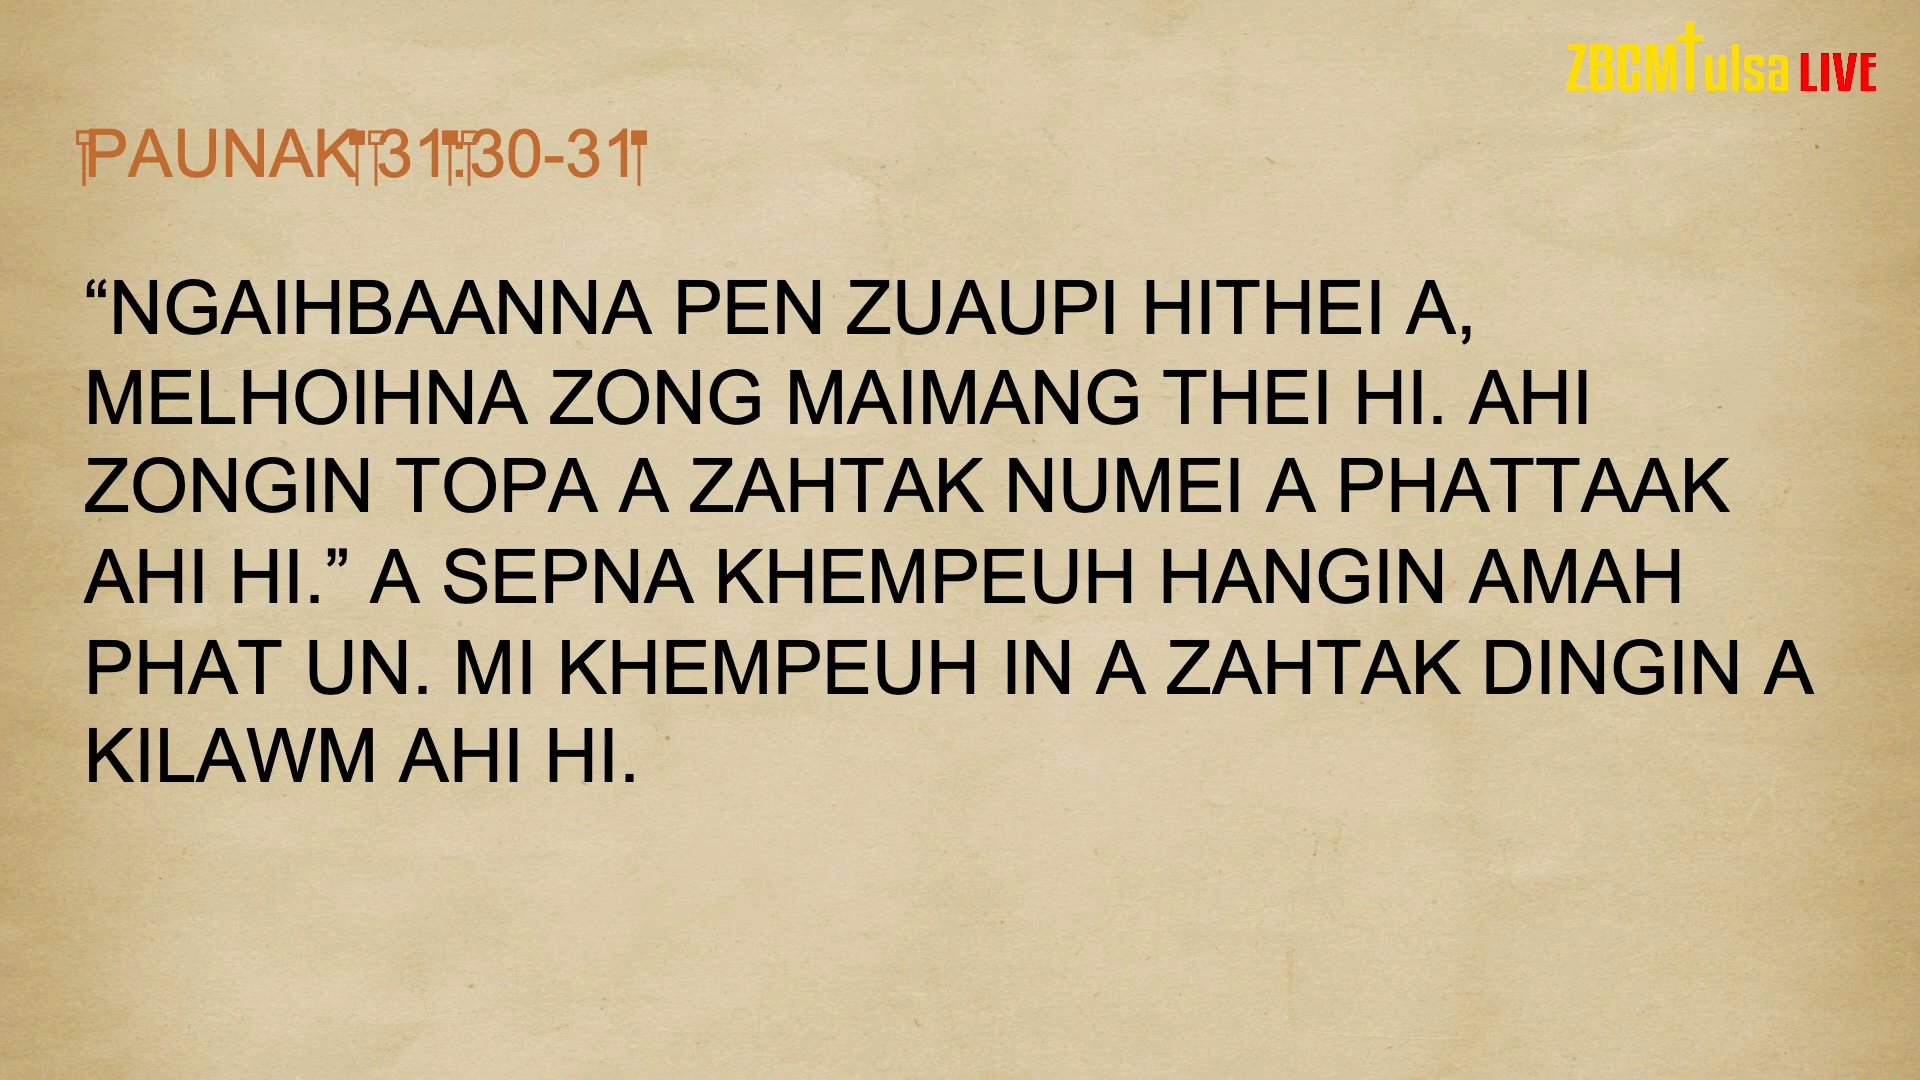 ZBCMTulsa LIVE
PAUNAK 31:30-31
“NGAIHBAANNA PEN ZUAUPI HITHEI A,
MELHOIHNA ZONG MAIMANG THEI HI. AHI
ZONGIN TOPA A ZAHTAK NUMEI A PHATTAAK
AHI HI.” A SEPNA KHEMPEUH HANGIN AMAH
PHAT UN. MI KHEMPEUH IN A ZAHTAK DINGIN A
KILAWM AHI HI.